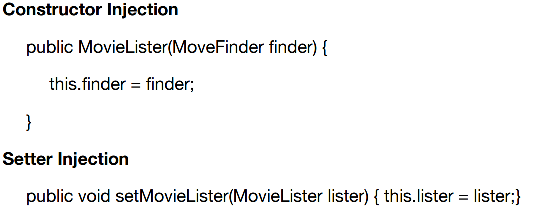 Constructor Injection
public MovieLister(MoveFinder finder) {
this.finder = finder;
}
Setter Injection
public void setMovieLister(MovieLister lister) { this.lister = lister;}